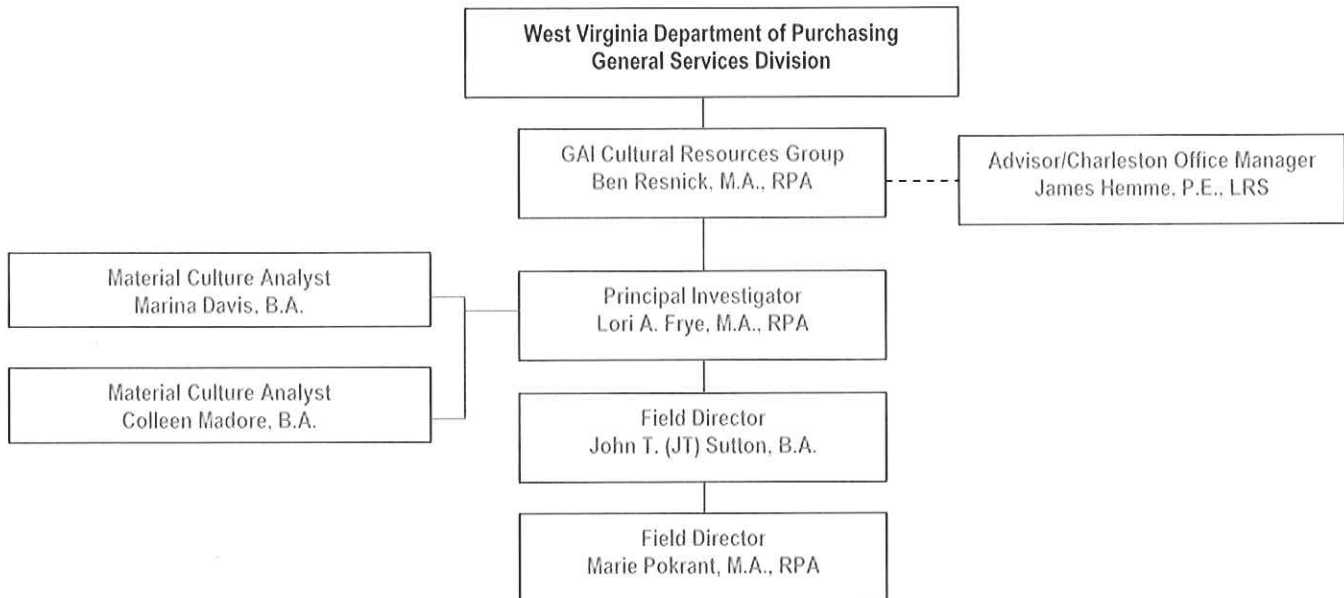 West Virginia Department of Purchasing
General Services Division
GAI Cultural Resources Group
Ben Resnick, M.A., RPA
Advisor/Charleston Office Manager
James Hemme, P.E., LRS
Material Culture Analyst
Marina Davis, B.A.
Principal Investigator
Lori A. Frye, M.A., RPA
Material Culture Analyst
Colleen Madore, B.A.
Field Director
John T. (JT) Sutton, B.A.
Field Director
Marie Pokrant, M.A., RPA